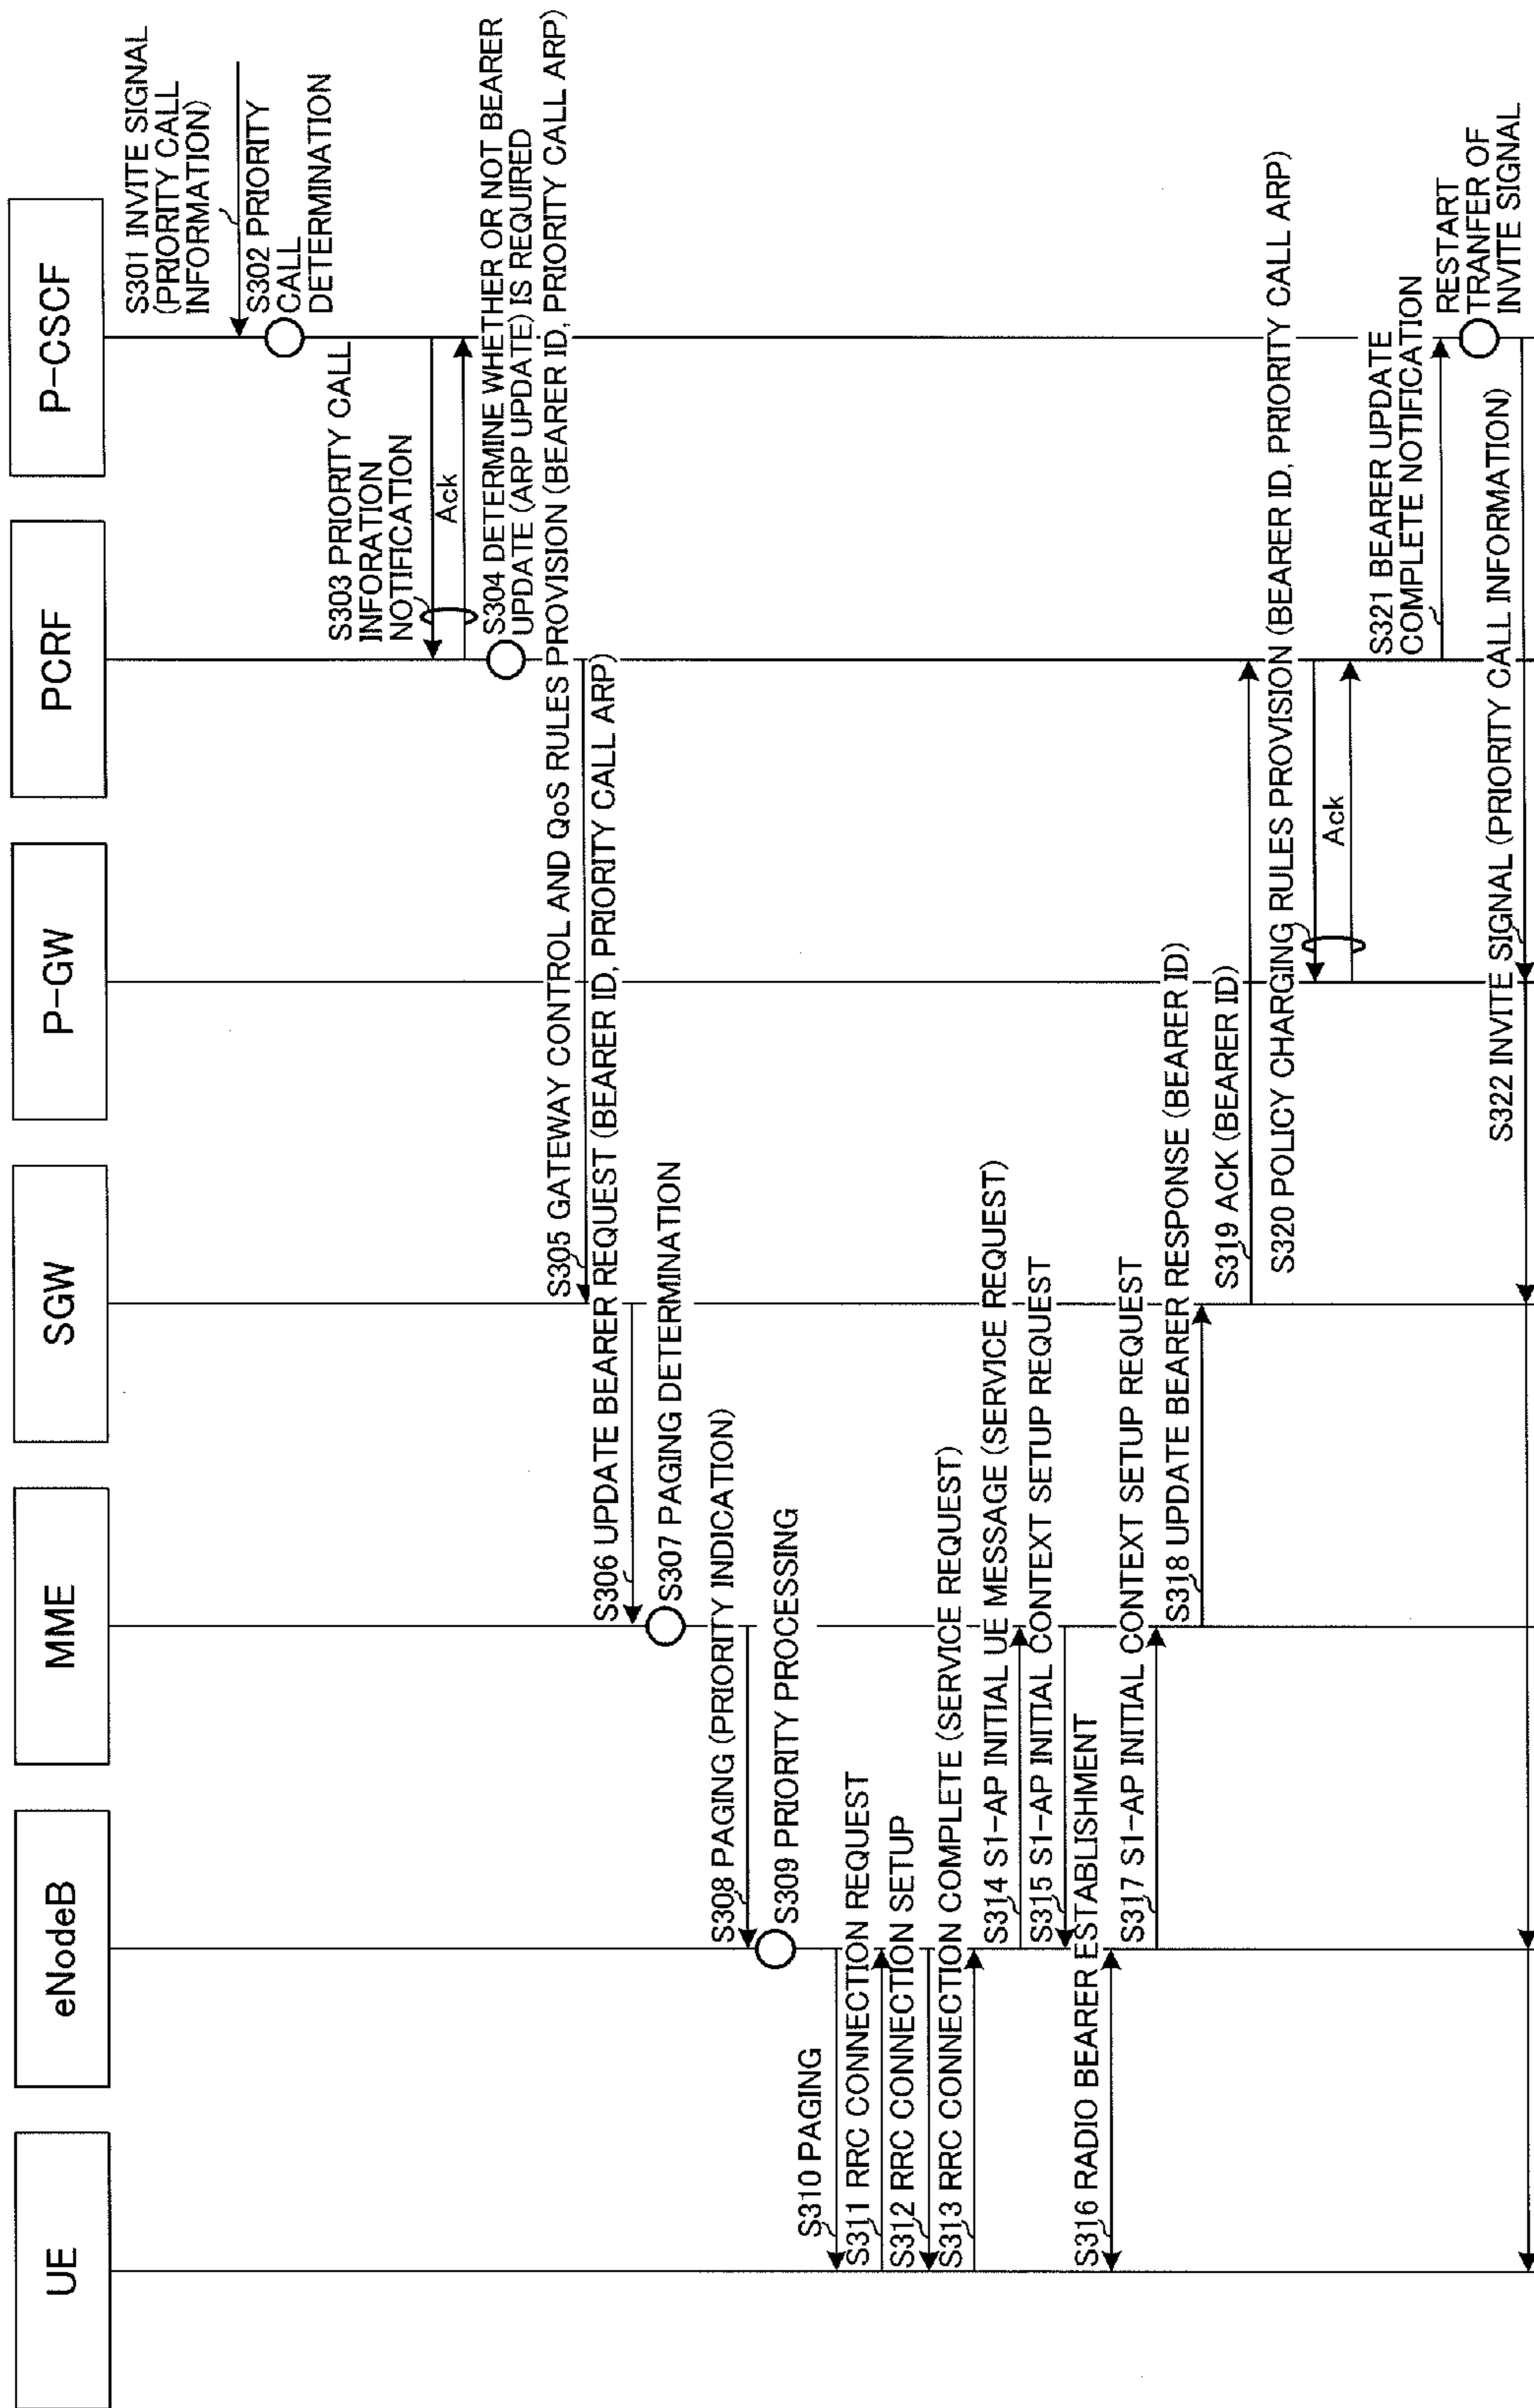 UE
eNodeB
MME
SGW
P-GW
PCRF
P-CSCF
S301 INVITE SIGNAL
(PRIORITY CALL
INFORMATION)
S302 PRIORITY
CALL
DETERMINATION
S303 PRIORITY CALL
INFORATION
NOTIFICATION
Ack
S304 DETERMINE WHETHER OR NOT BEARER
UPDATE (ARP UPDATE) IS REQUIRED
S305 GATEWAY CONTROL AND QoS RULES PROVISION (BEARER ID, PRIORITY CALL ARP)
S306 UPDATE BEARER REQUEST (BEARER ID, PRIORITY CALL ARP)
S307 PAGING DETERMINATION
S308 PAGING (PRIORITY INDICATION)
S309 PRIORITY PROCESSING
S310 PAGING
S311 RRC CONNECTION REQUEST
S312 RRC CONNECTION SETUP
S313 RRC CONNECTION COMPLETE (SERVICE REQUEST)
S314 S1-AP INITIAL UE MESSAGE (SERVICE REQUEST)
S315 S1-AP INITIAL CONTEXT SETUP REQUEST
S316 RADIO BEARER ESTABLISHMENT
S317 S1-AP INITIAL CONTEXT SETUP REQUEST
S318 UPDATE BEARER RESPONSE (BEARER ID)
S319 ACK (BEARER ID)
S320 POLICY CHARGING RULES PROVISION (BEARER ID, PRIORITY CALL ARP)
Ack
S321 BEARER UPDATE
COMPLETE NOTIFICATION
RESTART
TRANFER OF
INVITE SIGNAL
S322 INVITE SIGNAL (PRIORITY CALL INFORMATION)